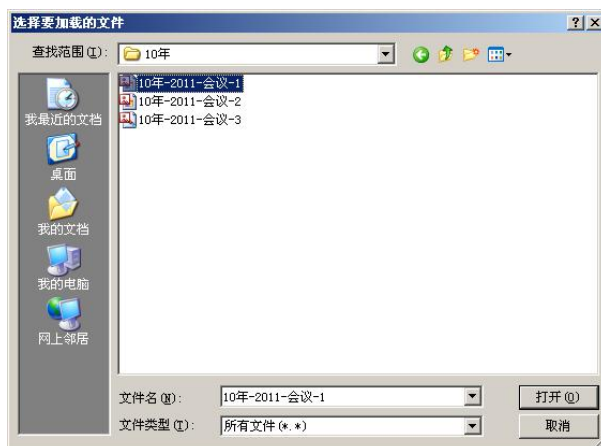 选择要加载的文件
查找范围(I):
10年
我最近的文档
桌面
我的文档
我的电脑
网上邻居
10年-2011-会议-1
10年-2011-会议-2
10年-2011-会议-3
文件名(N):
10年-2011-会议-1
打开(O)
文件类型(T):
所有文件(*.*)
取消